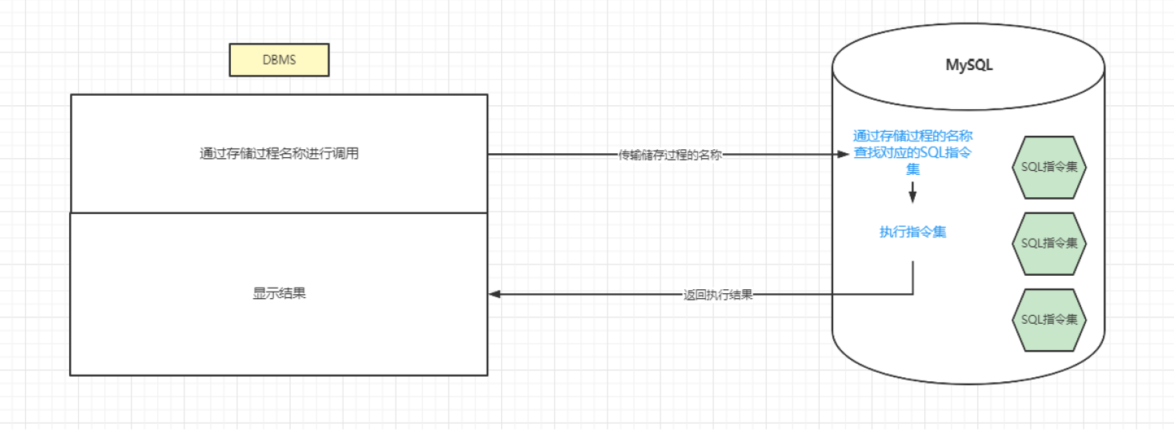 DBMS
MySQL
通过存储过程名称进行调用
传输储存过程的名称
通过存储过程的名称
查找对应的SQL指令
集
SQL指令集
执行指令集
SQL指令集
显示结果
返回执行结果
SQL指令集